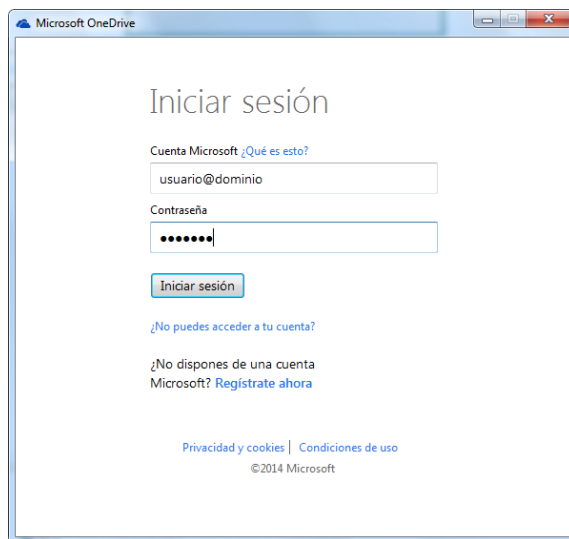 Microsoft OneDrive
Iniciar sesión
Cuenta Microsoft ¿Qué es esto?
usuario@dominio
Contraseña
•••••••
Iniciar sesión
¿No puedes acceder a tu cuenta?
¿No dispones de una cuenta
Microsoft? Regístrate ahora
Privacidad y cookies | Condiciones de uso
©2014 Microsoft